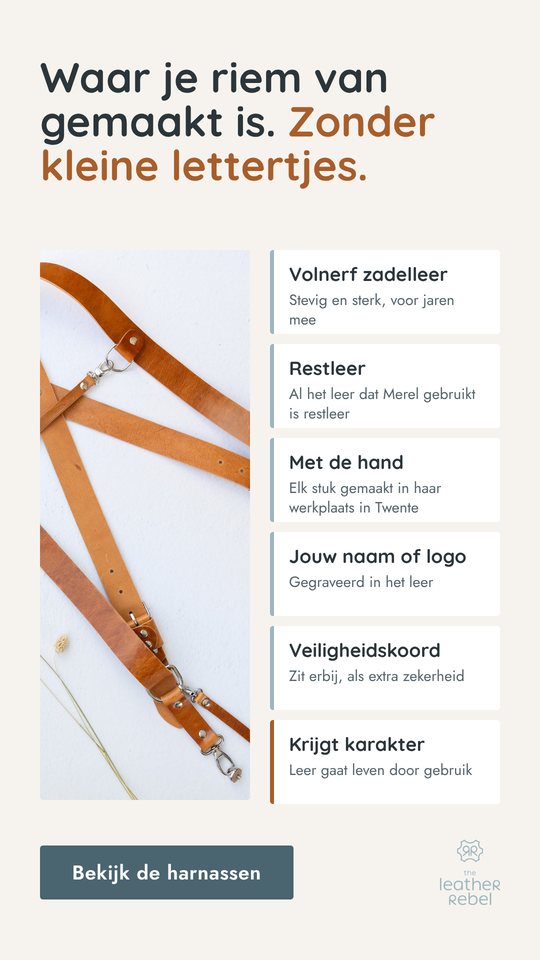 Waar je riem van
gemaakt is. Zonder
kleine lettertjes.
Volnerf zadelleer
Stevig en sterk, voor jaren
mee
Restleer
Al het leer dat Merel gebruikt
is restleer
Met de hand
Elk stuk gemaakt in haar
werkplaats in Twente
Jouw naam of logo
Gegraveerd in het leer
Veiligheidskoord
Zit erbij, als extra zekerheid
Krijgt karakter
Leer gaat leven door gebruik
Bekijk de harnassen
the
leather
rebel